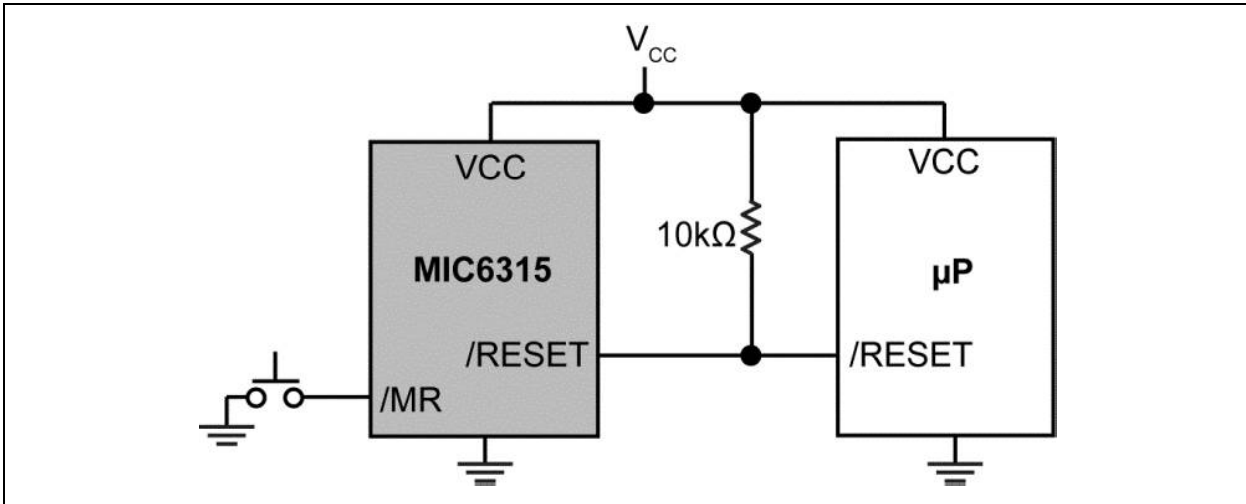 VCC
VCC
MIC6315
/RESET
/MR
10kΩ
VCC
µP
/RESET